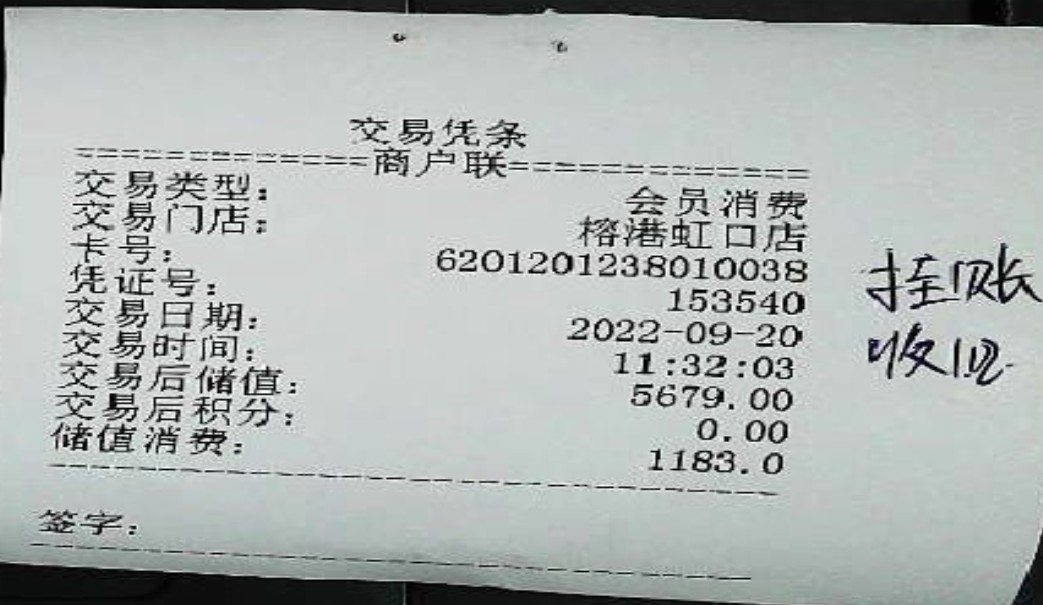 交易凭条
=============商户联=============
交易类型: 会员消费
交易门店: 榕港虹口店
卡号: 6201201238010038
凭证号: 153540
交易日期: 2022-09-20
交易时间: 11:32:03
交易后储值: 5679.00
交易后积分: 0.00
储值消费: 1183.0
签字:
挂账
收